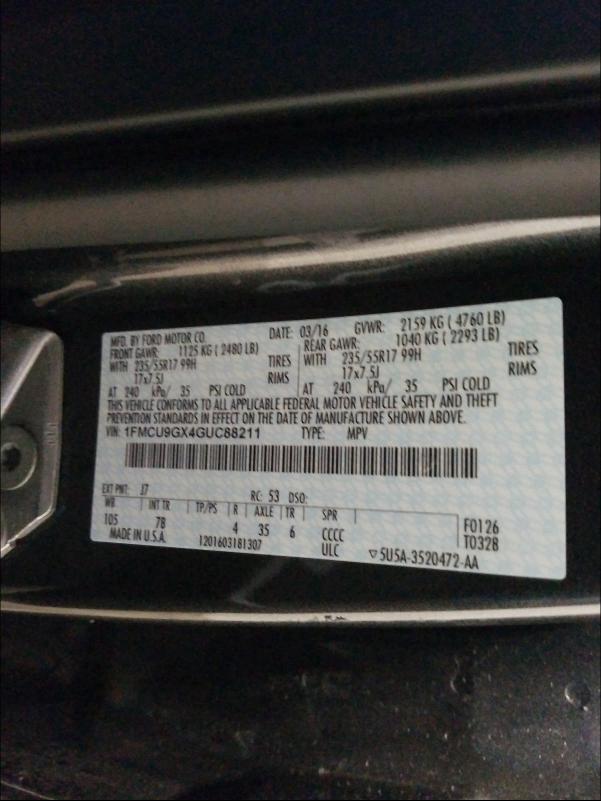 MFD. BY FORD MOTOR CO. DATE: 03/16 GVWR: 2159 KG ( 4760 LB)
FRONT GAWR: 1125 KG ( 2480 LB) REAR GAWR: 1040 KG ( 2293 LB)
WITH 235/55R17 99H TIRES WITH 235/55R17 99H TIRES
17x7.5J RIMS 17x7.5J RIMS
AT 240 kPa/ 35 PSI COLD AT 240 kPa/ 35 PSI COLD
THIS VEHICLE CONFORMS TO ALL APPLICABLE FEDERAL MOTOR VEHICLE SAFETY AND THEFT
PREVENTION STANDARDS IN EFFECT ON THE DATE OF MANUFACTURE SHOWN ABOVE.
VIN: 1FMCU9GX4GUC88211 TYPE: MPV
EXT PNT: J7 RC: 53 DSO:
WB INT TR TP/PS R AXLE TR SPR F0126
105 7B 4 35 6 CCCC T0328
MADE IN U.S.A. 1201603181307 ULC ▽5U5A-3520472-AA